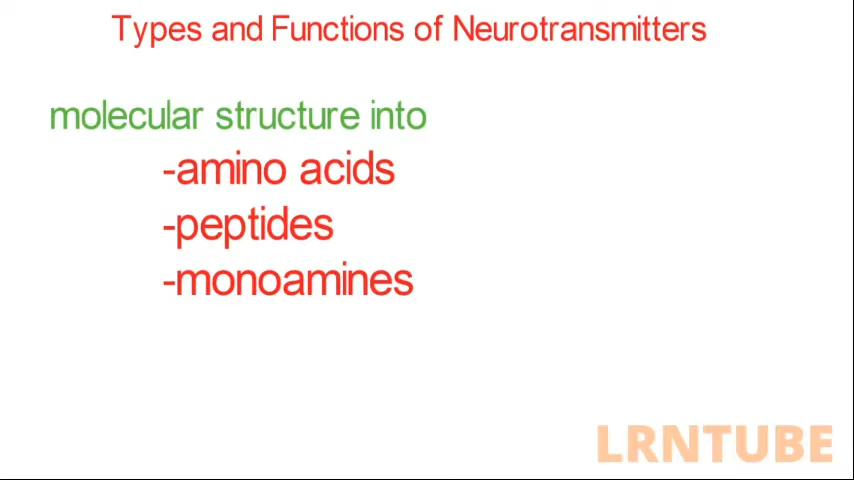 Types and Functions of Neurotransmitters
molecular structure into
-amino acids
-peptides
-monoamines
LRNTUBE